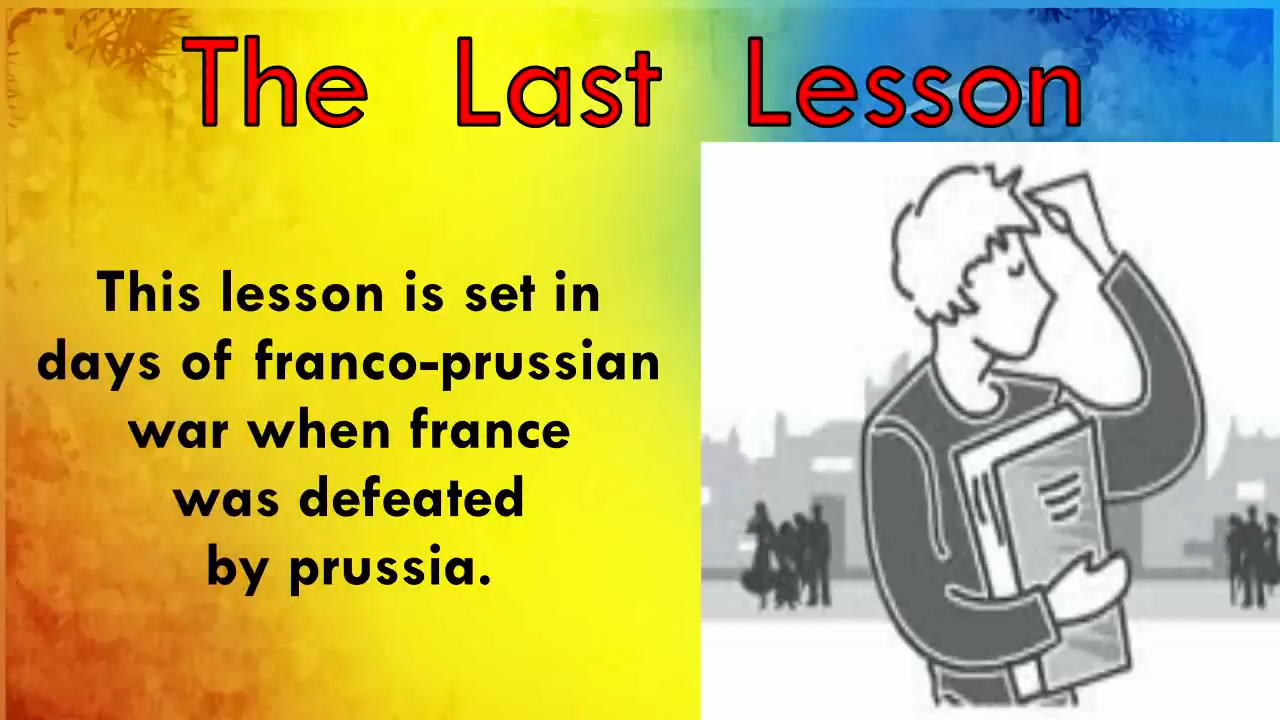 The Last Lesson
This lesson is set in
days of franco-prussian
war when france
was defeated
by prussia.